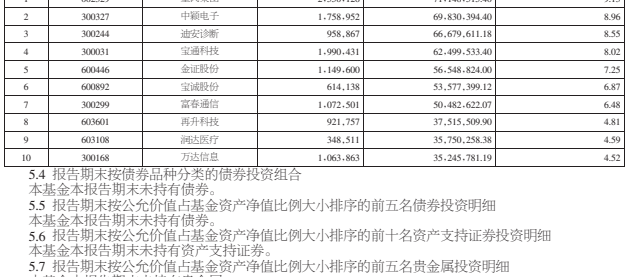 2 300327 中颖电子 1,758,952 69,830,394.40 8.96
3 300244 迪安诊断 958,867 66,679,611.18 8.55
4 300031 宝通科技 1,990,431 62,499,533.40 8.02
5 600446 金证股份 1,149,600 56,548,824.00 7.25
6 600892 宝诚股份 614,138 53,577,399.12 6.87
7 300299 富春通信 1,072,501 50,482,622.07 6.48
8 603601 再升科技 921,757 37,515,509.90 4.81
9 603108 润达医疗 348,511 35,750,258.38 4.59
10 300168 万达信息 1,063,863 35,245,781.19 4.52
5.4 报告期末按债券品种分类的债券投资组合
本基金本报告期末未持有债券。
5.5 报告期末按公允价值占基金资产净值比例大小排序的前五名债券投资明细
本基金本报告期末未持有债券。
5.6 报告期末按公允价值占基金资产净值比例大小排序的前十名资产支持证券投资明细
本基金本报告期末未持有资产支持证券。
5.7 报告期末按公允价值占基金资产净值比例大小排序的前五名贵金属投资明细